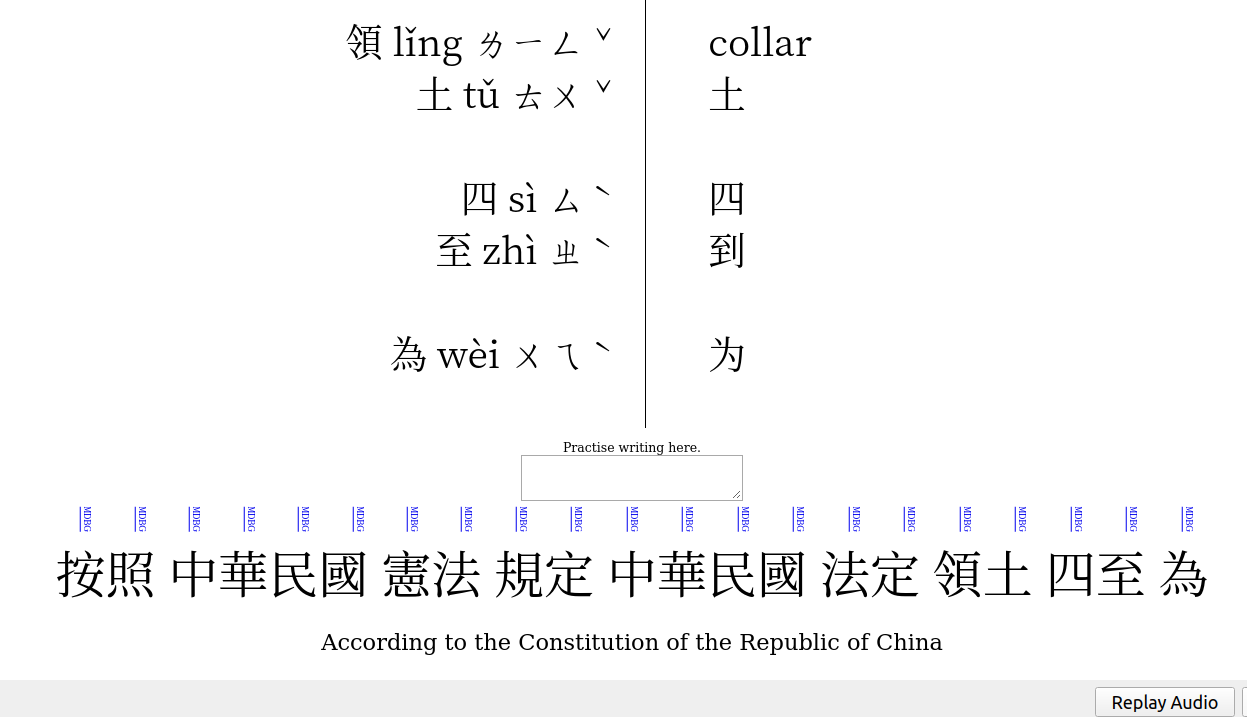 領 lǐng ㄌㄧㄥˇ collar
土 tǔ ㄊㄨˇ 土
四 sì ㄙˋ 四
至 zhì ㄓˋ 到
為 wèi ㄨㄟˋ 为
Practise writing here.
MDBG MDBG MDBG MDBG MDBG MDBG MDBG MDBG MDBG MDBG MDBG MDBG MDBG MDBG MDBG MDBG MDBG MDBG MDBG MDBG MDBG
按照 中華民國 憲法 規定 中華民國 法定 領土 四至 為
According to the Constitution of the Republic of China
Replay Audio